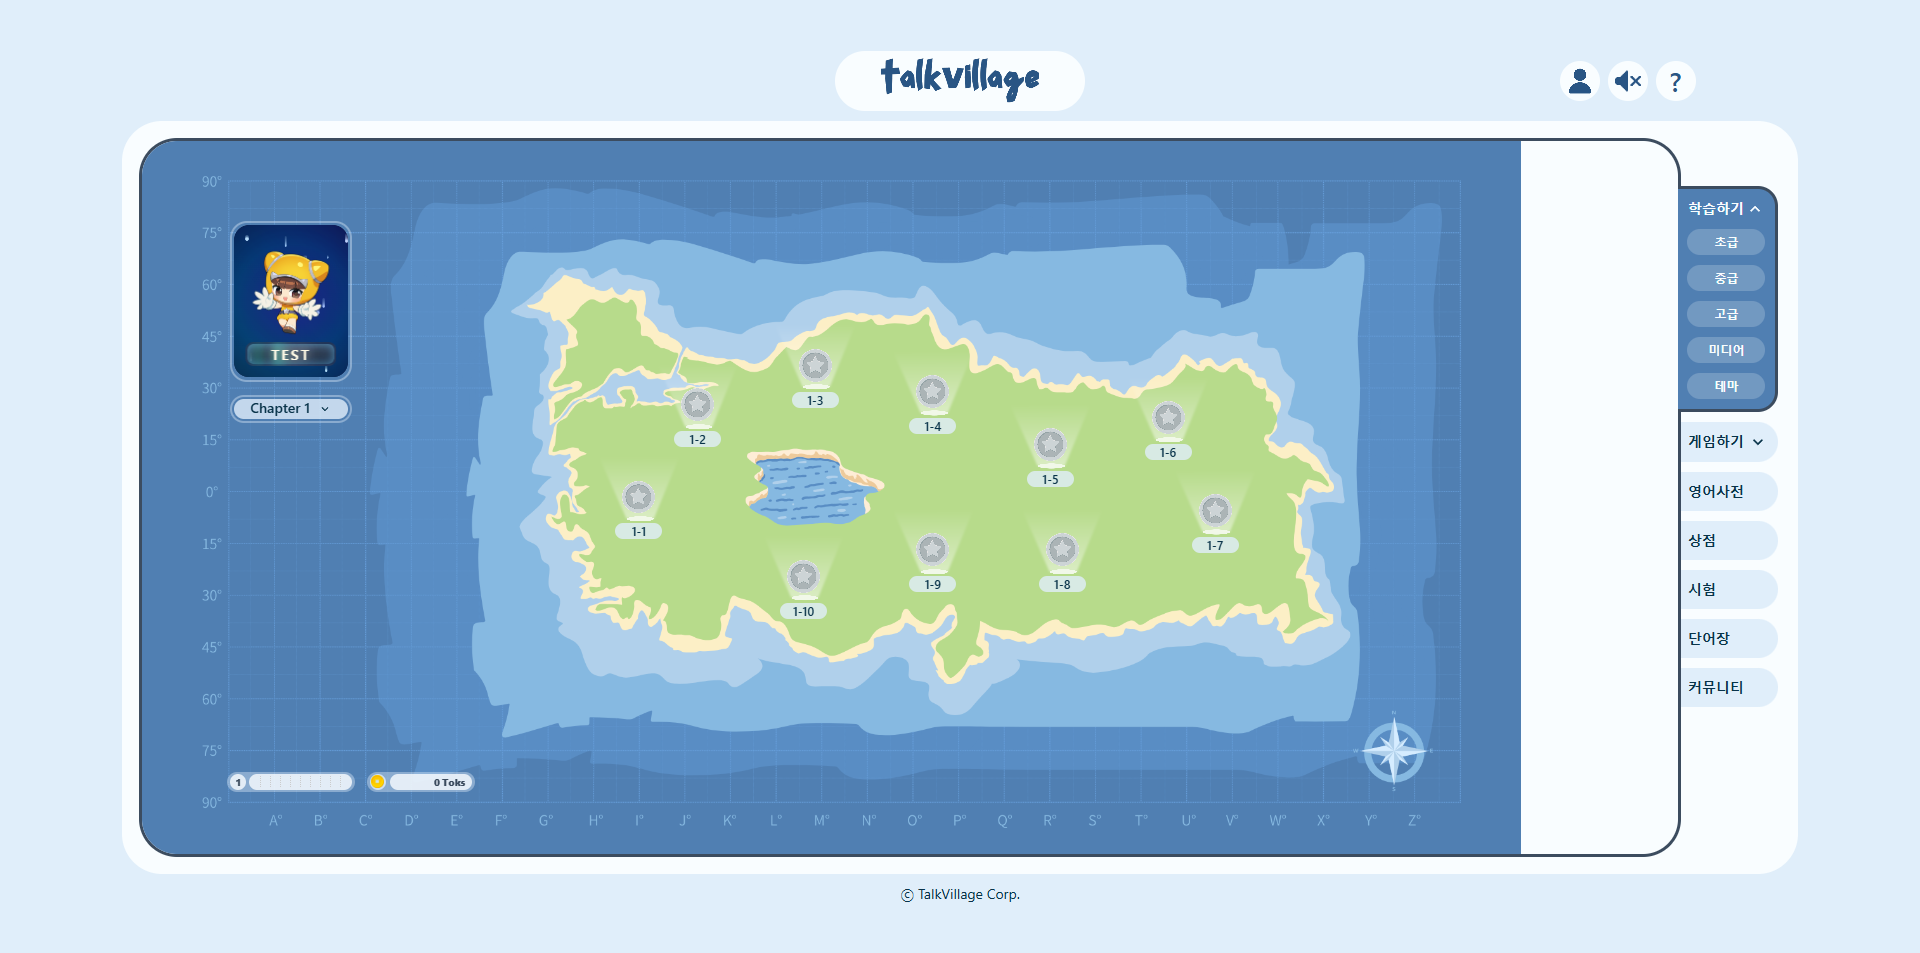 talkvillage
?
90°
75°
60°
45°
30°
15°
0°
15°
30°
45°
60°
75°
90°
TEST
Chapter 1
1-3
1-4
1-2
1-6
1-5
1-1
1-7
1-9
1-8
1-10
N
W
E
S
1
0 Toks
A° B° C° D° E° F° G° H° I° J° K° L° M° N° O° P° Q° R° S° T° U° V° W° X° Y° Z°
학습하기
초급
중급
고급
미디어
테마
게임하기
영어사전
상점
시험
단어장
커뮤니티
© TalkVillage Corp.